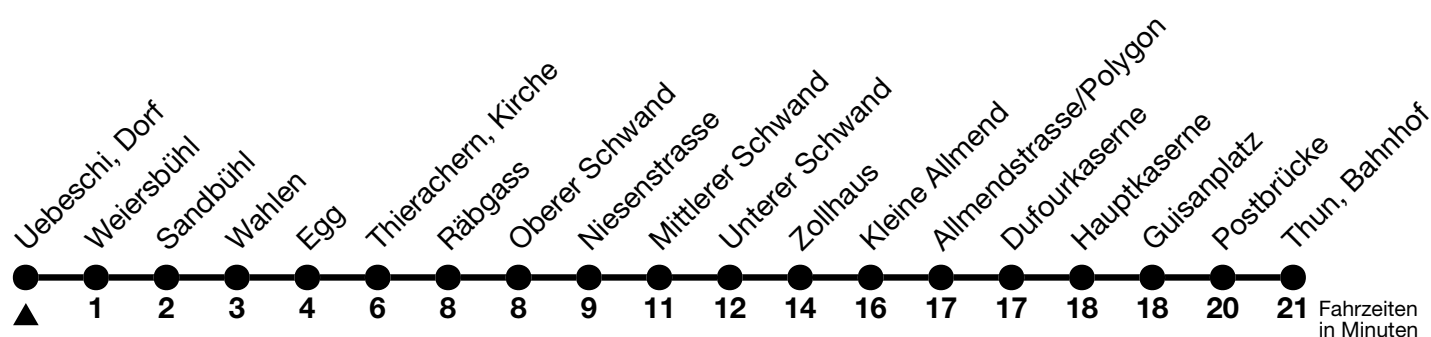 Uebeschi, Dorf
Weiersbühl
Sandbühl
Wahlen
Egg
Thierachern, Kirche
Räbgass
Oberer Schwand
Niesenstrasse
Mittlerer Schwand
Unterer Schwand
Zollhaus
Kleine Allmend
Allmendstrasse/Polygon
Dufourkaserne
Hauptkaserne
Guisanplatz
Postbrücke
Thun, Bahnhof
1 2 3 4 6 8 8 9 11 12 14 16 17 17 18 18 20 21 Fahrzeiten
in Minuten